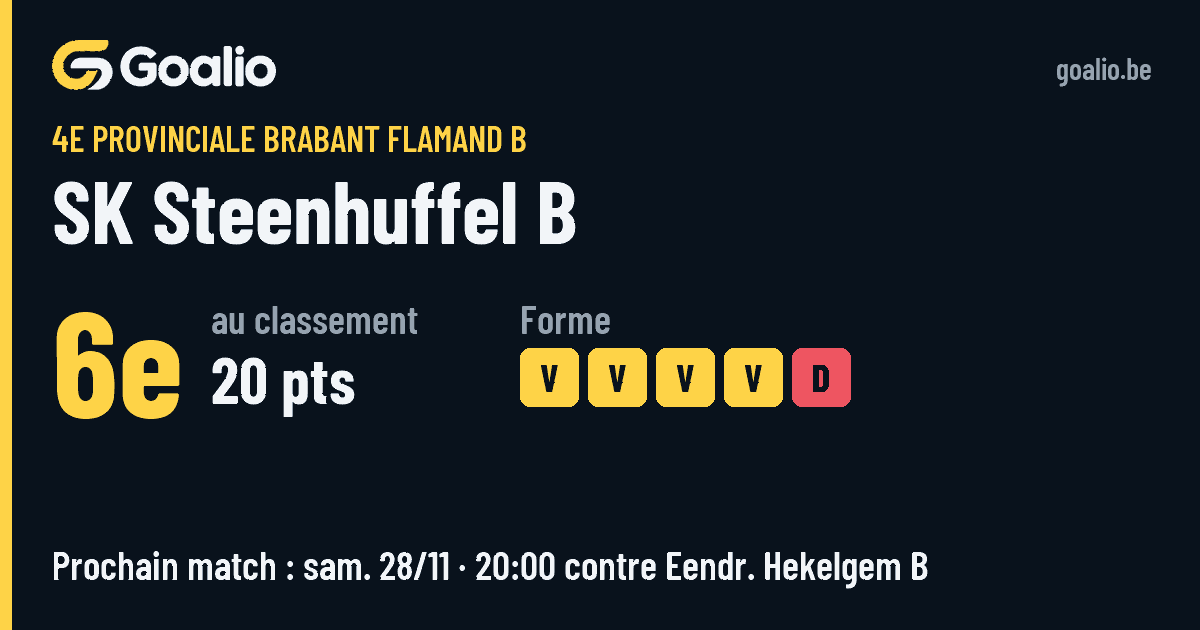 Goalio
goalio.be
4E PROVINCIALE BRABANT FLAMAND B
SK Steenhuffel B
6e
au classement
20 pts
Forme
V V V V D
Prochain match : sam. 28/11 · 20:00 contre Eendr. Hekelgem B